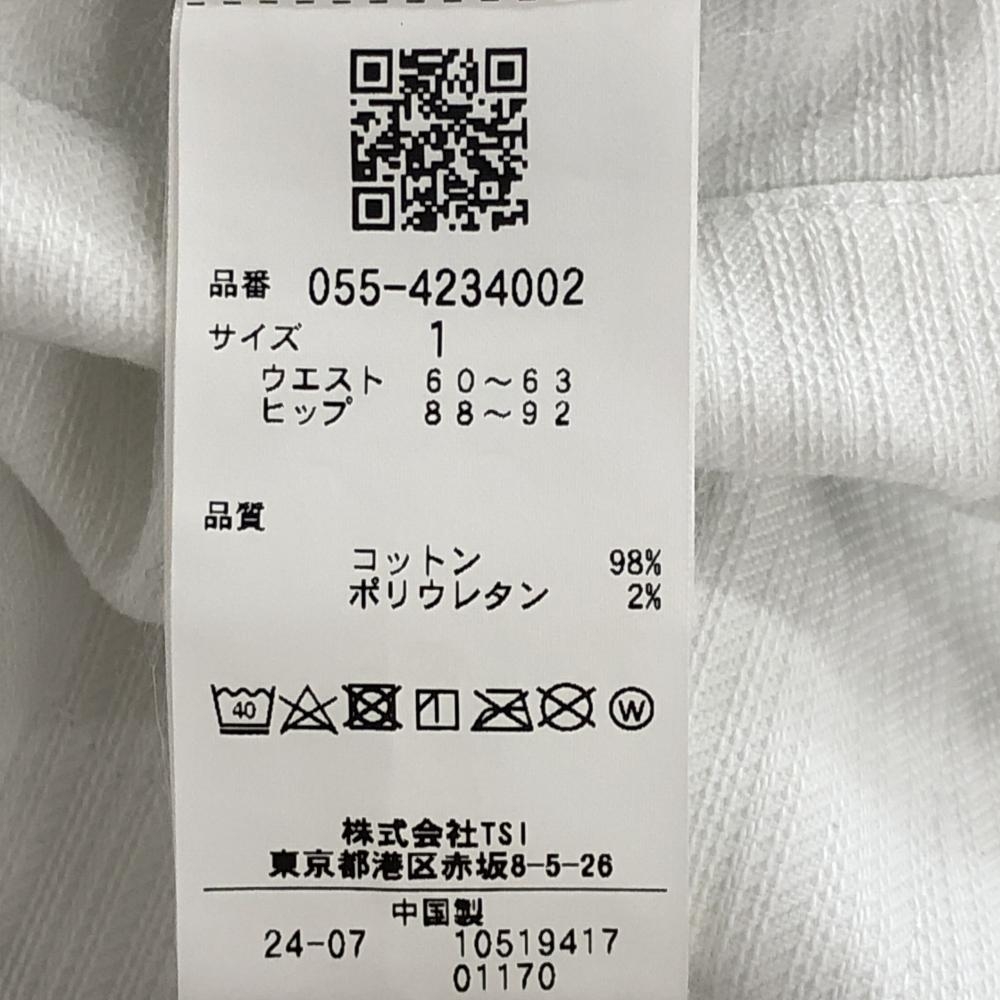 品番 055-4234002
サイズ 1
ウエスト 60～63
ヒップ 88～92
品質
コットン 98%
ポリウレタン 2%
40 W
株式会社TSI
東京都港区赤坂8-5-26
中国製
24-07 10519417
01170